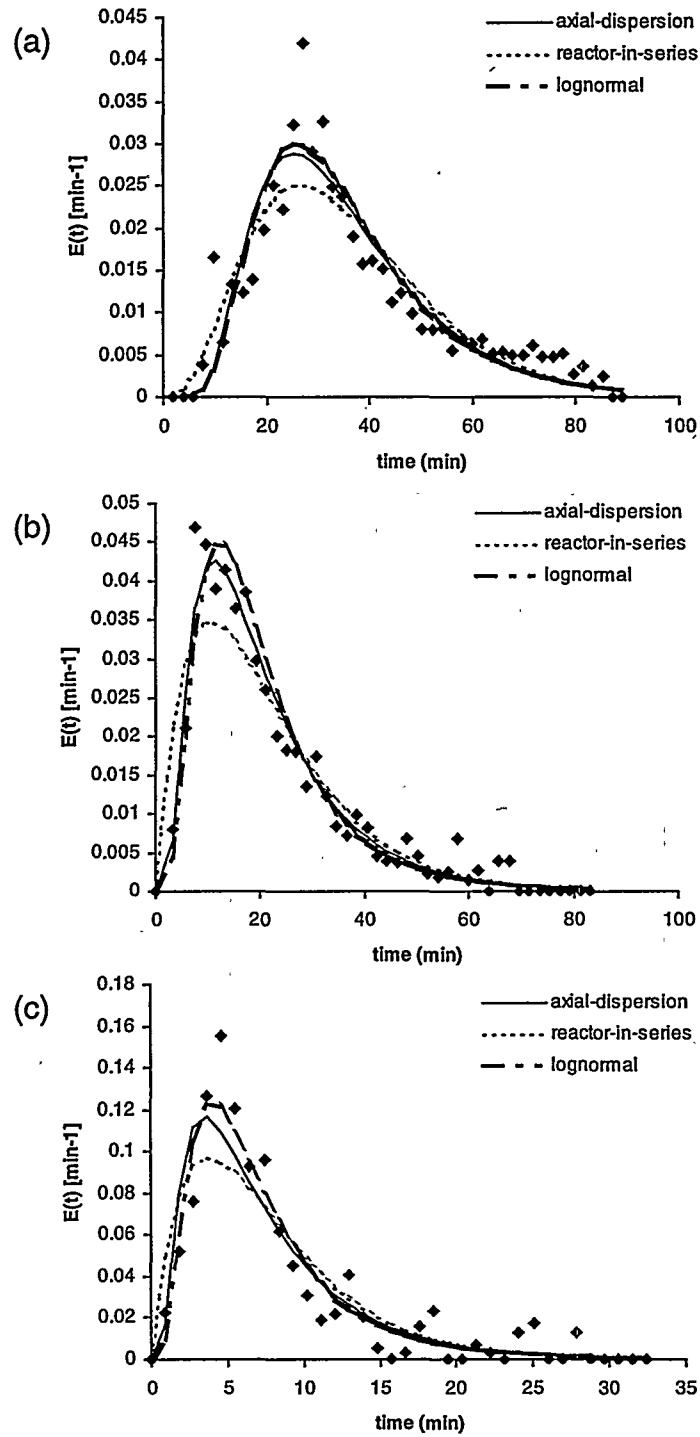 (a)
axial-dispersion
reactor-in-series
lognormal
E(t) [min-1]
0.045
0.04
0.035
0.03
0.025
0.02
0.015
0.01
0.005
0
0 20 40 60 80 100
time (min)
(b)
axial-dispersion
reactor-in-series
lognormal
E(t) [min-1]
0.05
0.045
0.04
0.035
0.03
0.025
0.02
0.015
0.01
0.005
0
0 20 40 60 80 100
time (min)
(c)
axial-dispersion
reactor-in-series
lognormal
E(t) [min-1]
0.18
0.16
0.14
0.12
0.1
0.08
0.06
0.04
0.02
0
0 5 10 15 20 25 30 35
time (min)